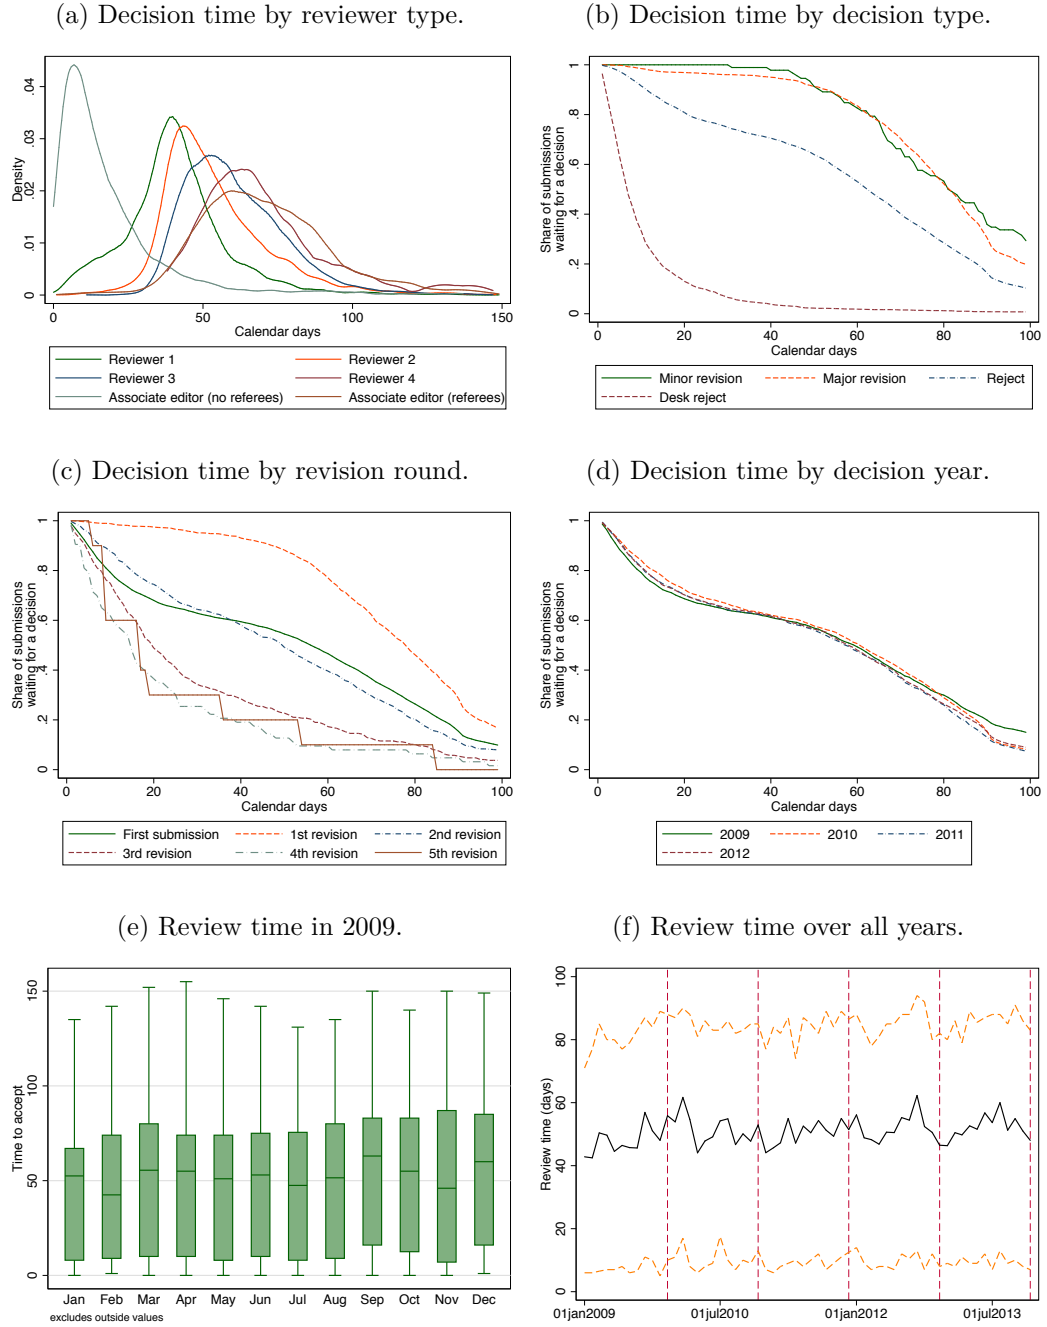 (a) Decision time by reviewer type.
Density
0 .01 .02 .03 .04
0 50 100 150
Calendar days
Reviewer 1 Reviewer 2
Reviewer 3 Reviewer 4
Associate editor (no referees) Associate editor (referees)
(b) Decision time by decision type.
Share of submissions
waiting for a decision
0 .2 .4 .6 .8 1
0 20 40 60 80 100
Calendar days
Minor revision Major revision Reject
Desk reject
(c) Decision time by revision round.
Share of submissions
waiting for a decision
0 .2 .4 .6 .8 1
0 20 40 60 80 100
Calendar days
First submission 1st revision 2nd revision
3rd revision 4th revision 5th revision
(d) Decision time by decision year.
Share of submissions
waiting for a decision
0 .2 .4 .6 .8 1
0 20 40 60 80 100
Calendar days
2009 2010 2011
2012
(e) Review time in 2009.
Time to accept
0 50 100 150
Jan Feb Mar Apr May Jun Jul Aug Sep Oct Nov Dec
excludes outside values
(f) Review time over all years.
Review time (days)
0 20 40 60 80 100
01jan2009 01jul2010 01jan2012 01jul2013